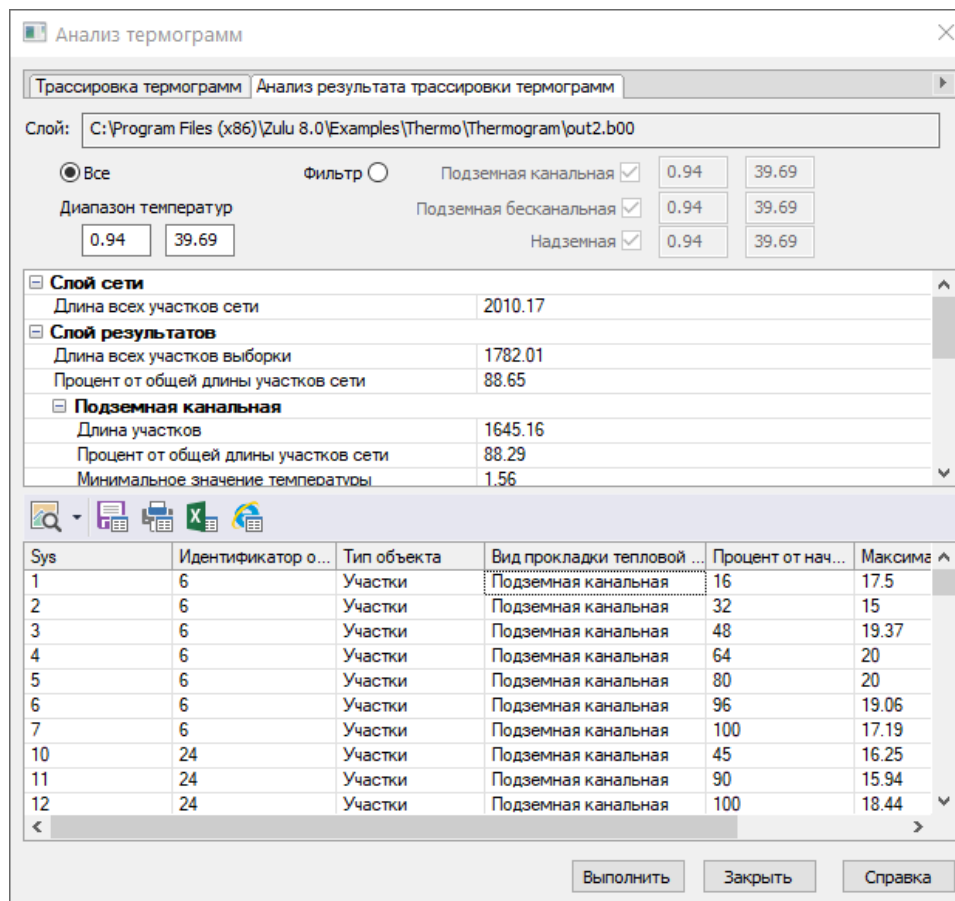 Анализ термограмм
Трассировка термограмм Анализ результата трассировки термограмм
Слой: C:\Program Files (x86)\Zulu 8.0\Examples\Thermo\Thermogram\out2.b00
Все Фильтр Подземная канальная 0.94 39.69
Диапазон температур Подземная бесканальная 0.94 39.69
0.94 39.69 Надземная 0.94 39.69
Слой сети
Длина всех участков сети 2010.17
Слой результатов
Длина всех участков выборки 1782.01
Процент от общей длины участков сети 88.65
Подземная канальная
Длина участков 1645.16
Процент от общей длины участков сети 88.29
Минимальное значение температуры 1.56
Sys Идентификатор о... Тип объекта Вид прокладки тепловой ... Процент от нач... Максима
1 6 Участки Подземная канальная 16 17.5
2 6 Участки Подземная канальная 32 15
3 6 Участки Подземная канальная 48 19.37
4 6 Участки Подземная канальная 64 20
5 6 Участки Подземная канальная 80 20
6 6 Участки Подземная канальная 96 19.06
7 6 Участки Подземная канальная 100 17.19
10 24 Участки Подземная канальная 45 16.25
11 24 Участки Подземная канальная 90 15.94
12 24 Участки Подземная канальная 100 18.44
Выполнить Закрыть Справка